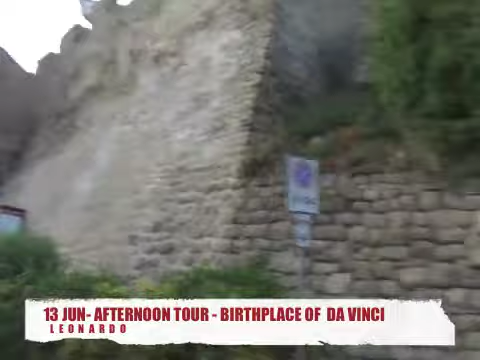 13 JUN- AFTERNOON TOUR - BIRTHPLACE OF  DA VINCI
LEONARDO